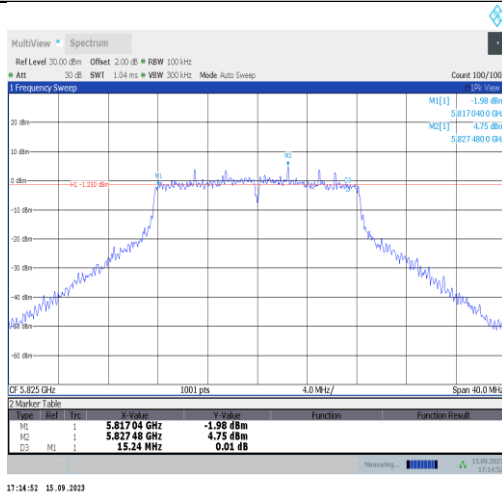 MultiView Spectrum
Ref Level 30.00 dBm Offset 2.00 dB RBW 100 kHz
Att 30 dB SWT 1.04 ms VBW 300 kHz Mode Auto Sweep Count 100/100
1 Frequency Sweep 1Pk View
M1[1] -1.98 dBm
5.817 040 0 GHz
M2[1] 4.75 dBm
5.827 480 0 GHz
20 dBm
10 dBm
M2
M1
D3
0 dBm
H1 -1.250 dBm
-10 dBm
-20 dBm
-30 dBm
-40 dBm
-50 dBm
-60 dBm
CF 5.825 GHz 1001 pts 4.0 MHz/ Span 40.0 MHz
2 Marker Table
Type Ref Trc X-Value Y-Value Function Function Result
M1 1 5.817 04 GHz -1.98 dBm
M2 1 5.827 48 GHz 4.75 dBm
D3 M1 1 15.24 MHz 0.01 dB
Measuring... 15.09.2023
17:14:52
17:14:52 15.09.2023